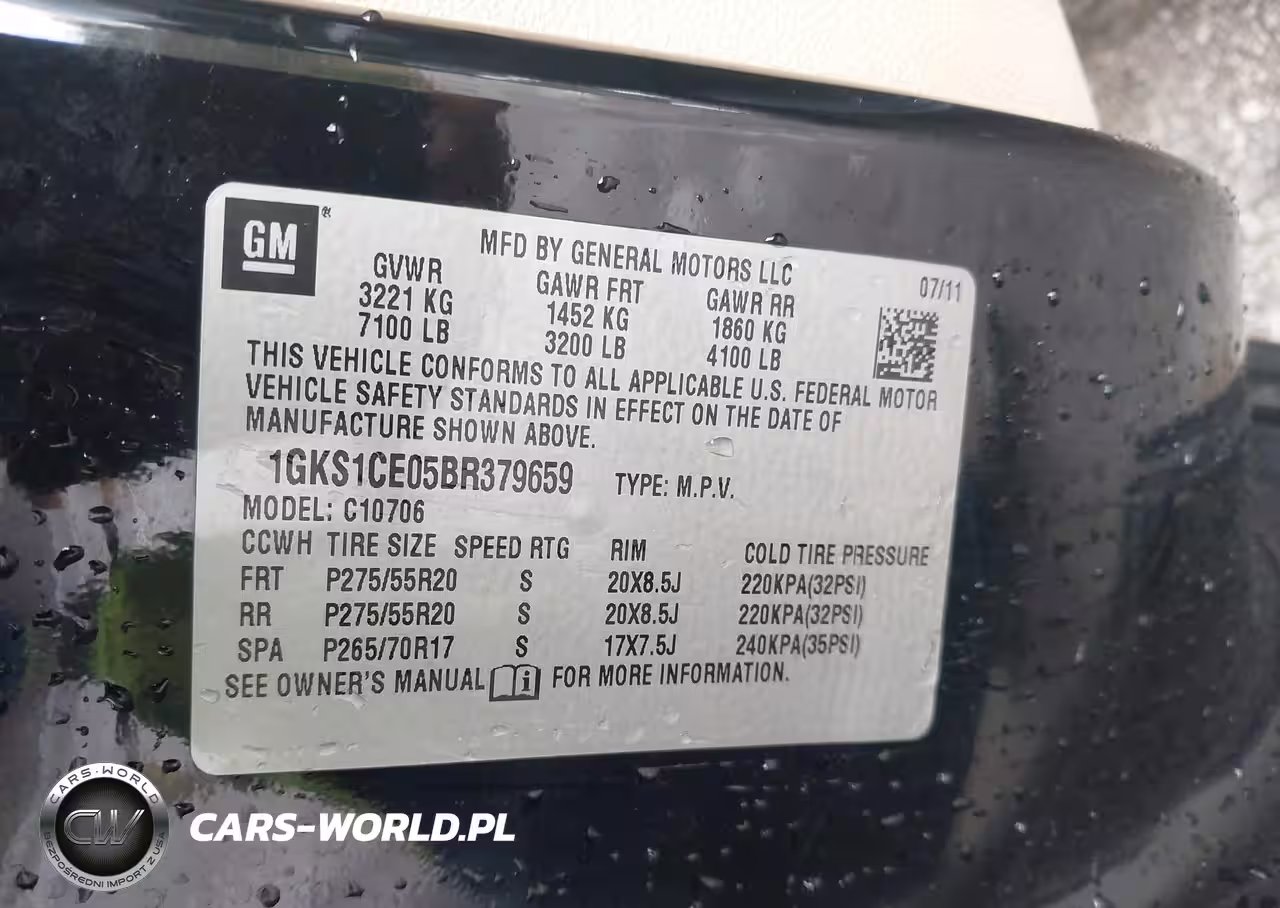 GM
MFD BY GENERAL MOTORS LLC
07/11
GVWR GAWR FRT GAWR RR
3221 KG 1452 KG 1860 KG
7100 LB 3200 LB 4100 LB
THIS VEHICLE CONFORMS TO ALL APPLICABLE U.S. FEDERAL MOTOR
VEHICLE SAFETY STANDARDS IN EFFECT ON THE DATE OF
MANUFACTURE SHOWN ABOVE.
1GKS1CE05BR379659 TYPE: M.P.V.
MODEL: C10706
CCWH TIRE SIZE SPEED RTG RIM COLD TIRE PRESSURE
FRT P275/55R20 S 20X8.5J 220KPA(32PSI)
RR P275/55R20 S 20X8.5J 220KPA(32PSI)
SPA P265/70R17 S 17X7.5J 240KPA(35PSI)
SEE OWNER'S MANUAL i FOR MORE INFORMATION.
CARS-WORLD
CW
BEZPOŚREDNI IMPORT Z USA
CARS-WORLD.PL